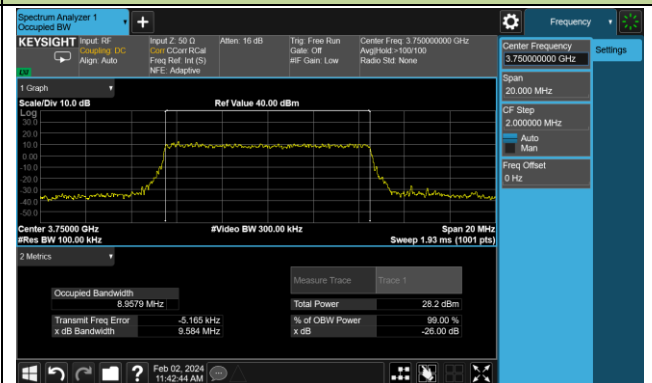 Spectrum Analyzer 1
Occupied BW
Frequency
KEYSIGHT
Input: RF
Coupling: DC
Align: Auto
Input Z: 50 Ω
Corr CCorr RCal
Freq Ref: Int (S)
NFE: Adaptive
Atten: 16 dB
Trig: Free Run
Gate: Off
#IF Gain: Low
Center Freq: 3.750000000 GHz
Avg|Hold:>100/100
Radio Std: None
Center Frequency
3.750000000 GHz
Settings
Span
20.000 MHz
CF Step
2.000000 MHz
Auto
Man
Freq Offset
0 Hz
1 Graph
Scale/Div 10.0 dB
Ref Value 40.00 dBm
Log
30.0
20.0
10.0
0.00
-10.0
-20.0
-30.0
-40.0
-50.0
Center 3.75000 GHz
#Video BW 300.00 kHz
Span 20 MHz
#Res BW 100.00 kHz
Sweep 1.93 ms (1001 pts)
2 Metrics
Measure Trace
Trace 1
Occupied Bandwidth
8.9579 MHz
Total Power
28.2 dBm
Transmit Freq Error
-5.165 kHz
% of OBW Power
99.00 %
x dB Bandwidth
9.584 MHz
x dB
-26.00 dB
?
Feb 02, 2024
11:42:44 AM